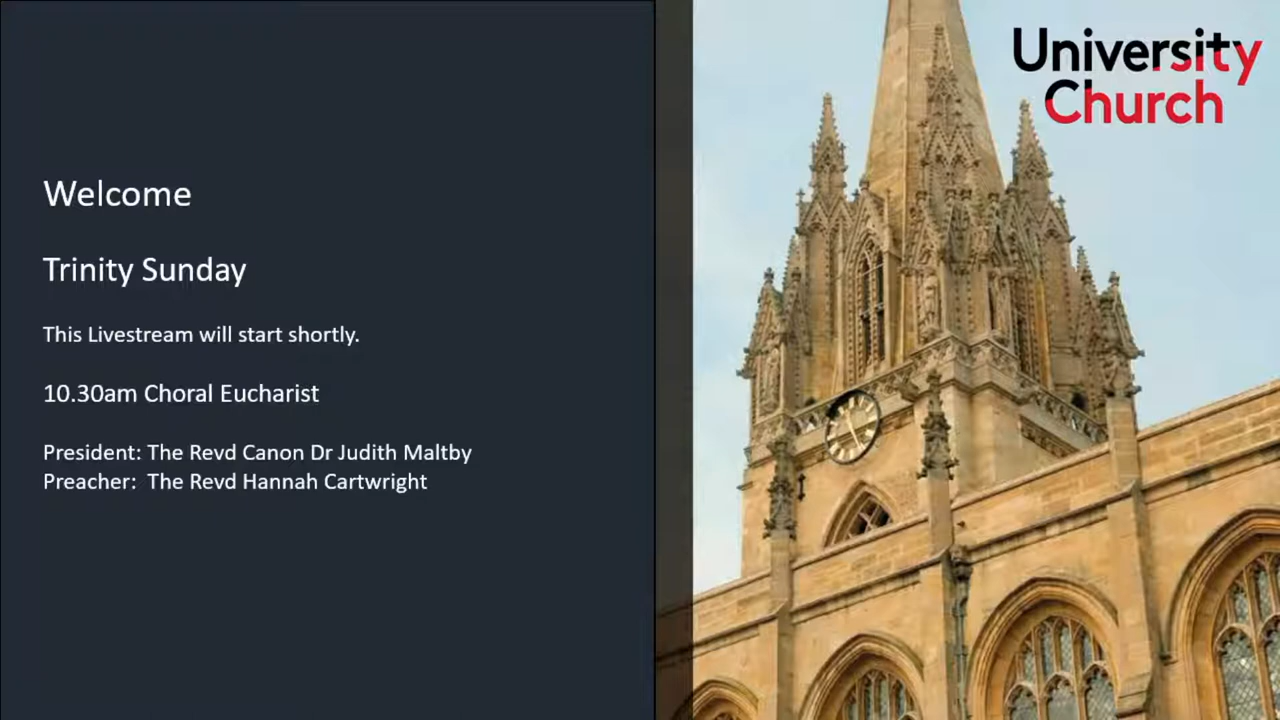 Welcome
Trinity Sunday
This Livestream will start shortly.
10.30am Choral Eucharist
President: The Revd Canon Dr Judith Maltby
Preacher: The Revd Hannah Cartwright
University
Church